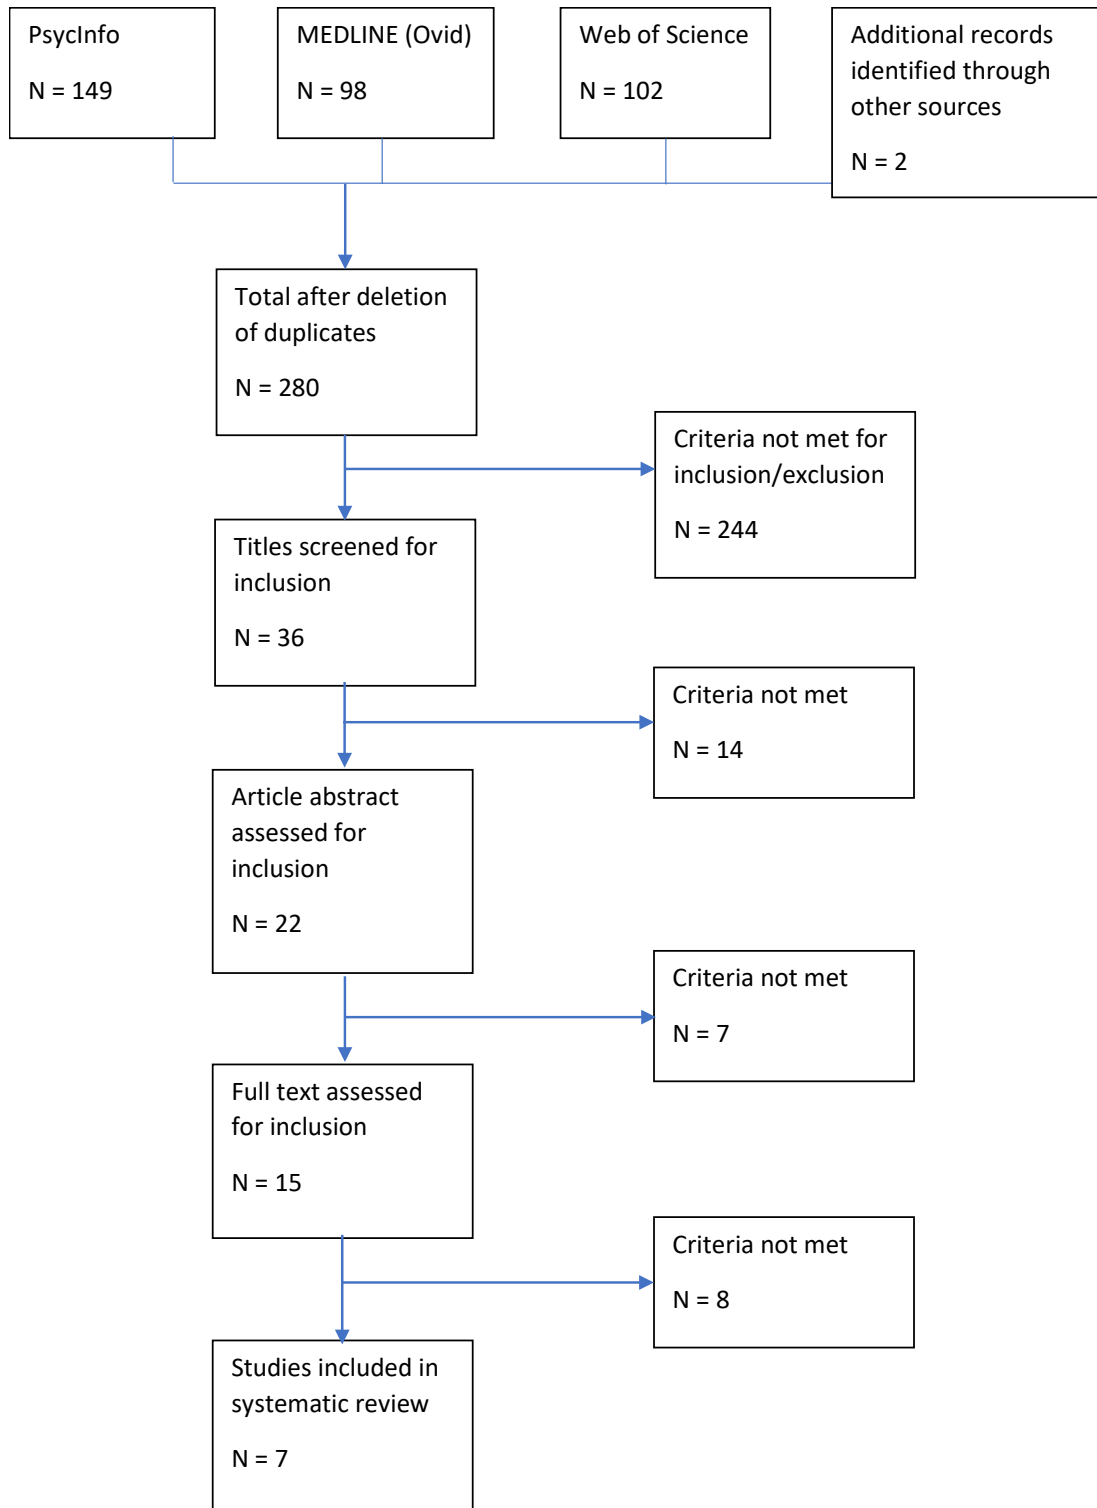 PsycInfo
N = 149
MEDLINE (Ovid)
N = 98
Web of Science
N = 102
Additional records
identified through
other sources
N = 2
Total after deletion
of duplicates
N = 280
Criteria not met for
inclusion/exclusion
N = 244
Titles screened for
inclusion
N = 36
Criteria not met
N = 14
Article abstract
assessed for
inclusion
N = 22
Criteria not met
N = 7
Full text assessed
for inclusion
N = 15
Criteria not met
N = 8
Studies included in
systematic review
N = 7